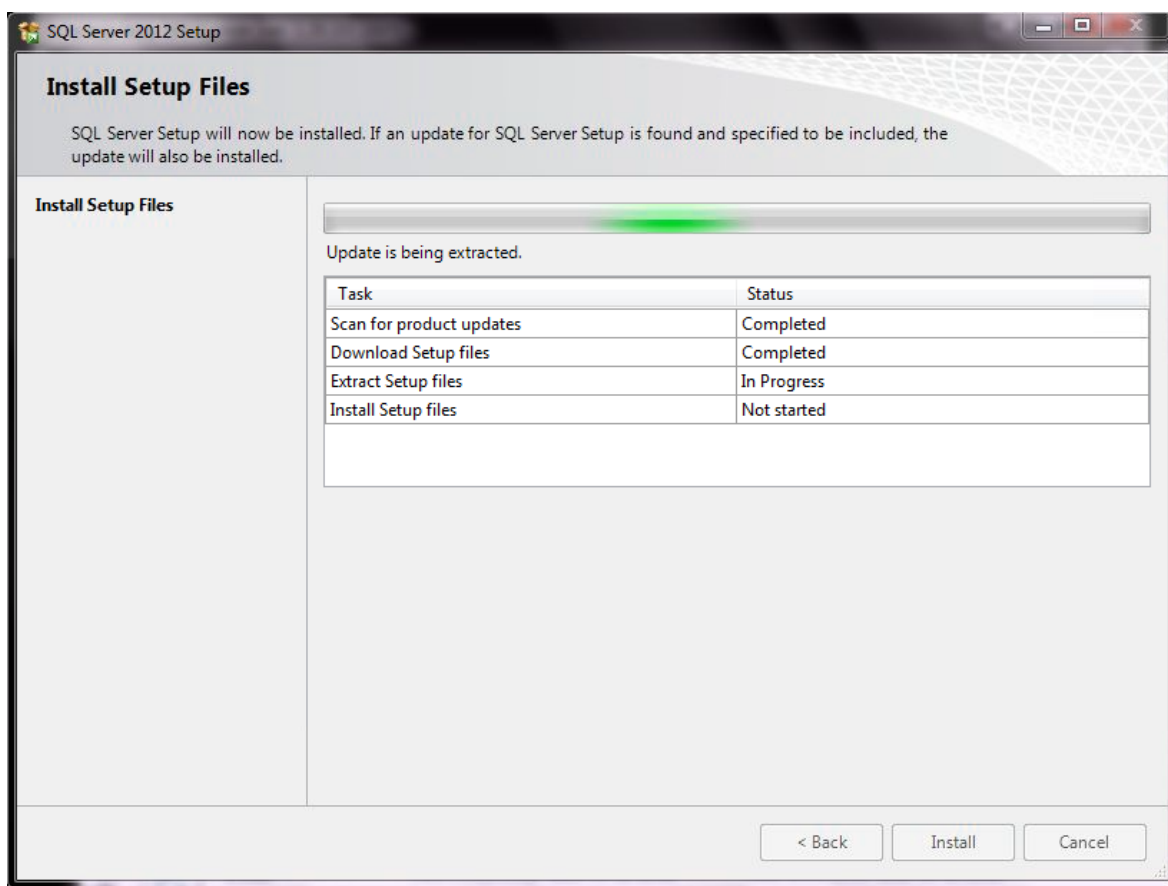 SQL Server 2012 Setup
Install Setup Files
SQL Server Setup will now be installed. If an update for SQL Server Setup is found and specified to be included, the
update will also be installed.
Install Setup Files
Update is being extracted.
Task Status
Scan for product updates Completed
Download Setup files Completed
Extract Setup files In Progress
Install Setup files Not started
< Back Install Cancel